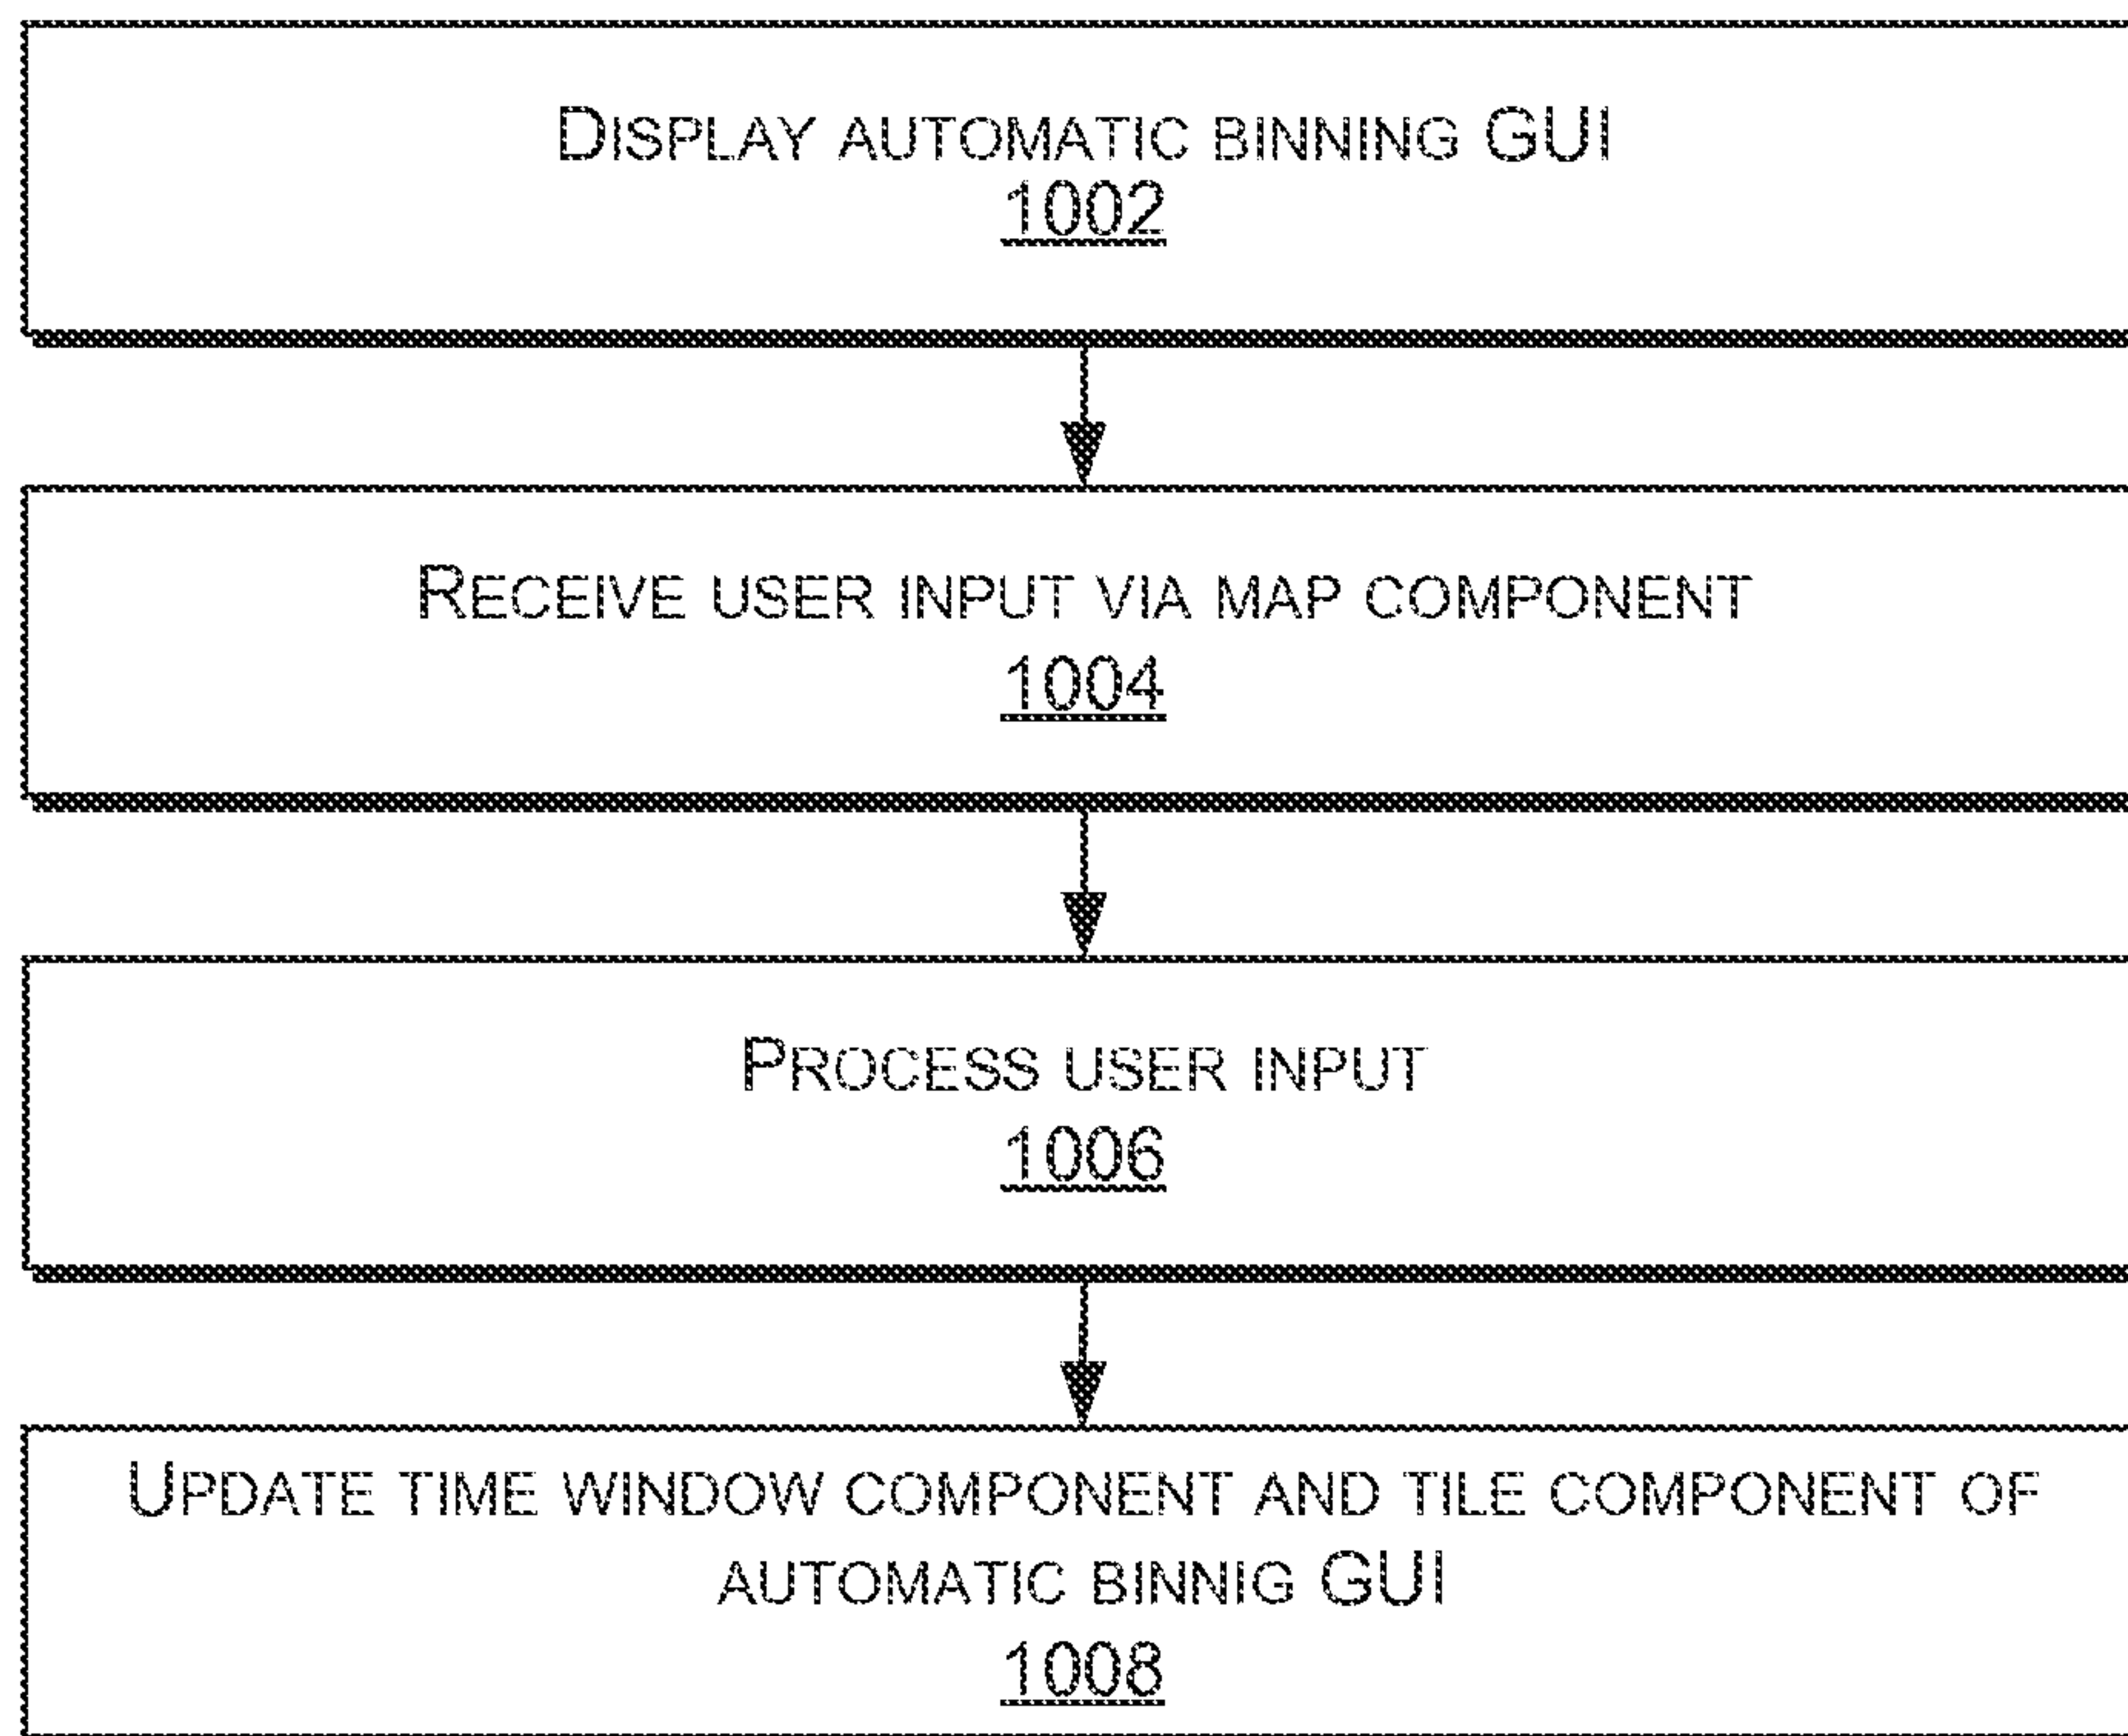 DISPLAY AUTOMATIC BINNING GUI
1002
RECEIVE USER INPUT VIA MAP COMPONENT
1004
PROCESS USER INPUT
1006
UPDATE TIME WINDOW COMPONENT AND TILE COMPONENT OF
AUTOMATIC BINNIG GUI
1008